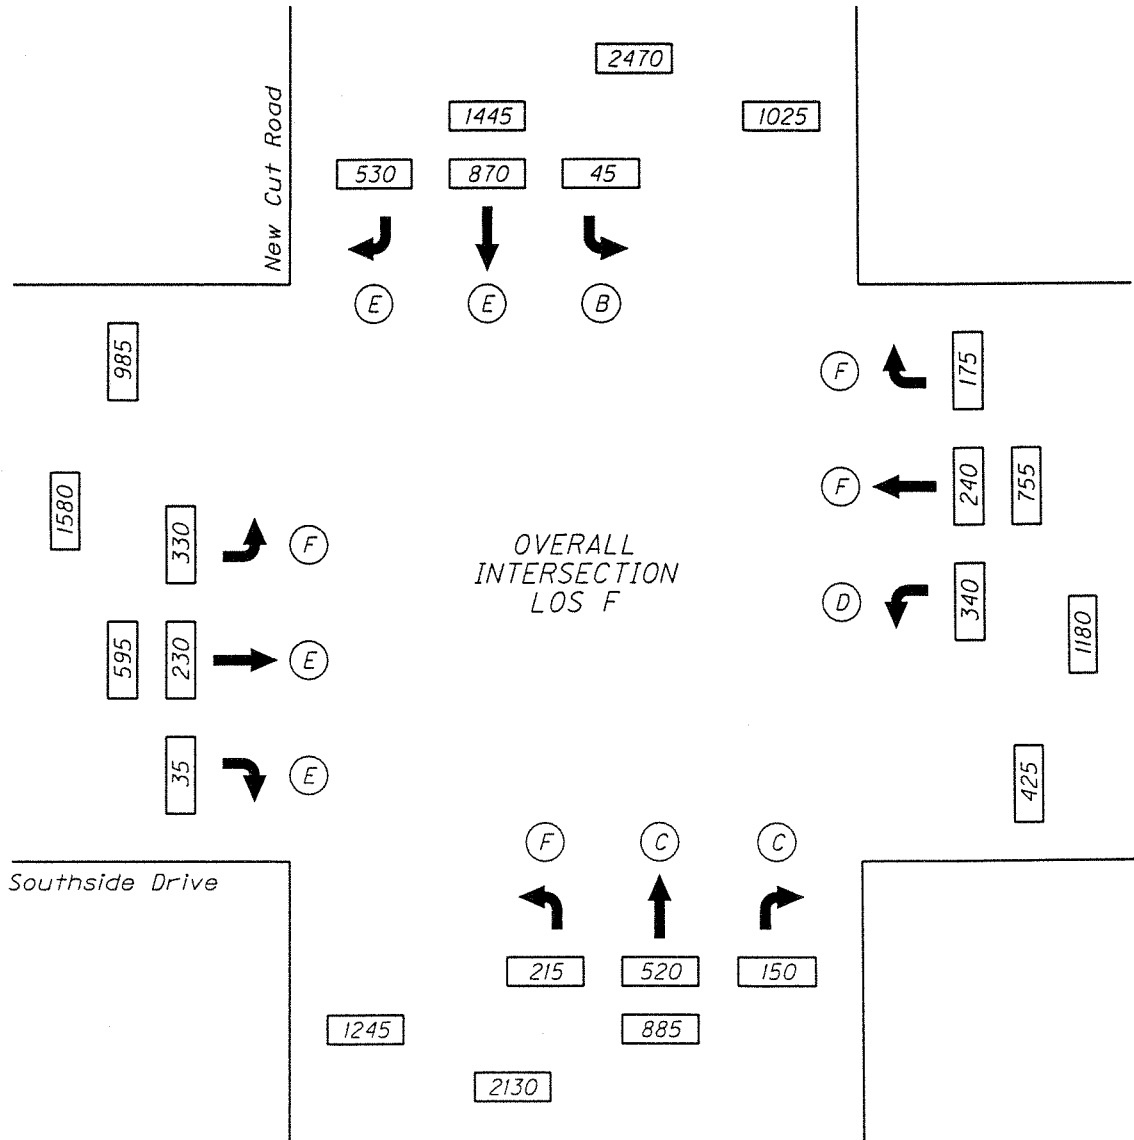 2470
1445
1025
530
870
45
New Cut Road
E
E
B
985
F
175
1580
F
240
755
330
F
OVERALL
INTERSECTION
LOS F
D
340
1180
595
230
E
35
E
425
F
C
C
Southside Drive
215
520
150
1245
885
2130